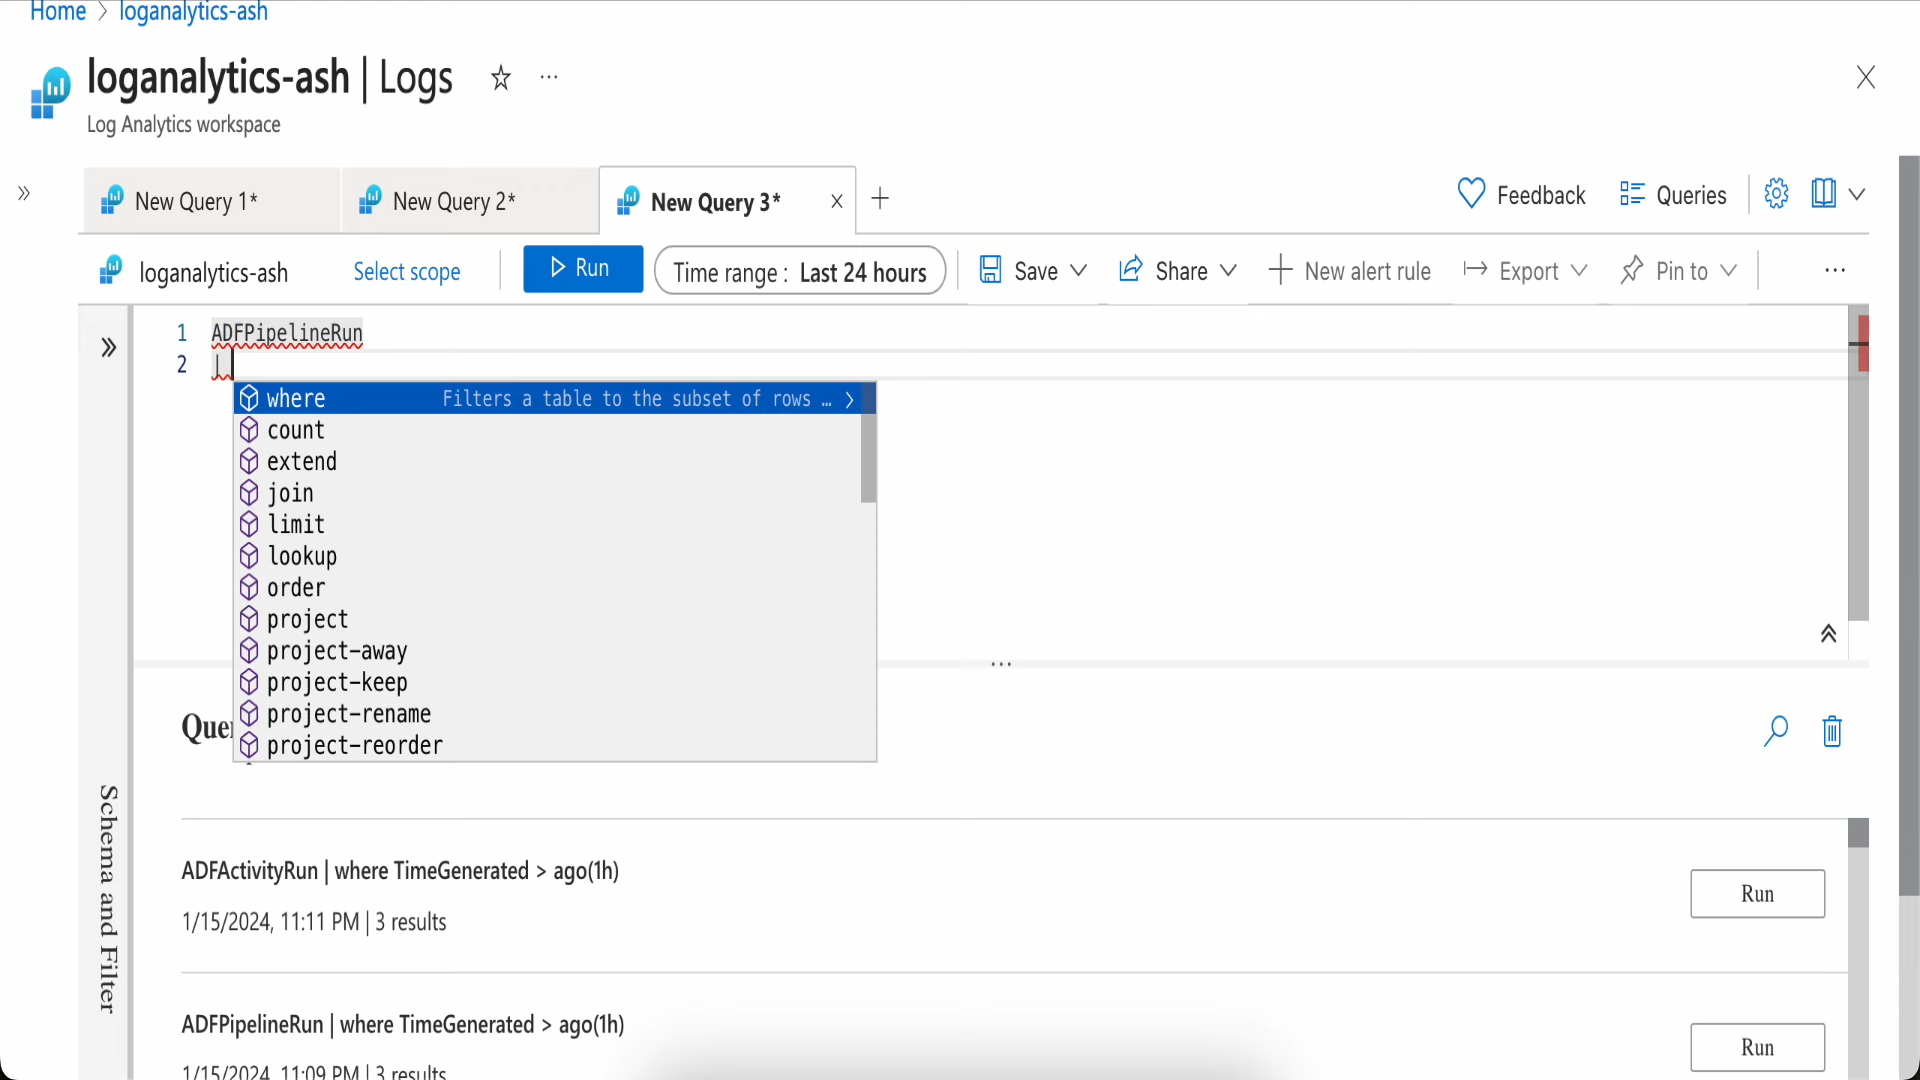 Home > loganalytics-ash
loganalytics-ash | Logs
Log Analytics workspace
New Query 1*
New Query 2*
New Query 3*
Feedback
Queries
loganalytics-ash
Select scope
Run
Time range : Last 24 hours
Save
Share
New alert rule
Export
Pin to
1 ADFPipelineRun
2 |
where Filters a table to the subset of rows …
count
extend
join
limit
lookup
order
project
project-away
project-keep
project-rename
project-reorder
Schema and Filter
ADFActivityRun | where TimeGenerated > ago(1h)
1/15/2024, 11:11 PM | 3 results
Run
ADFPipelineRun | where TimeGenerated > ago(1h)
1/15/2024, 11:09 PM | 3 results
Run